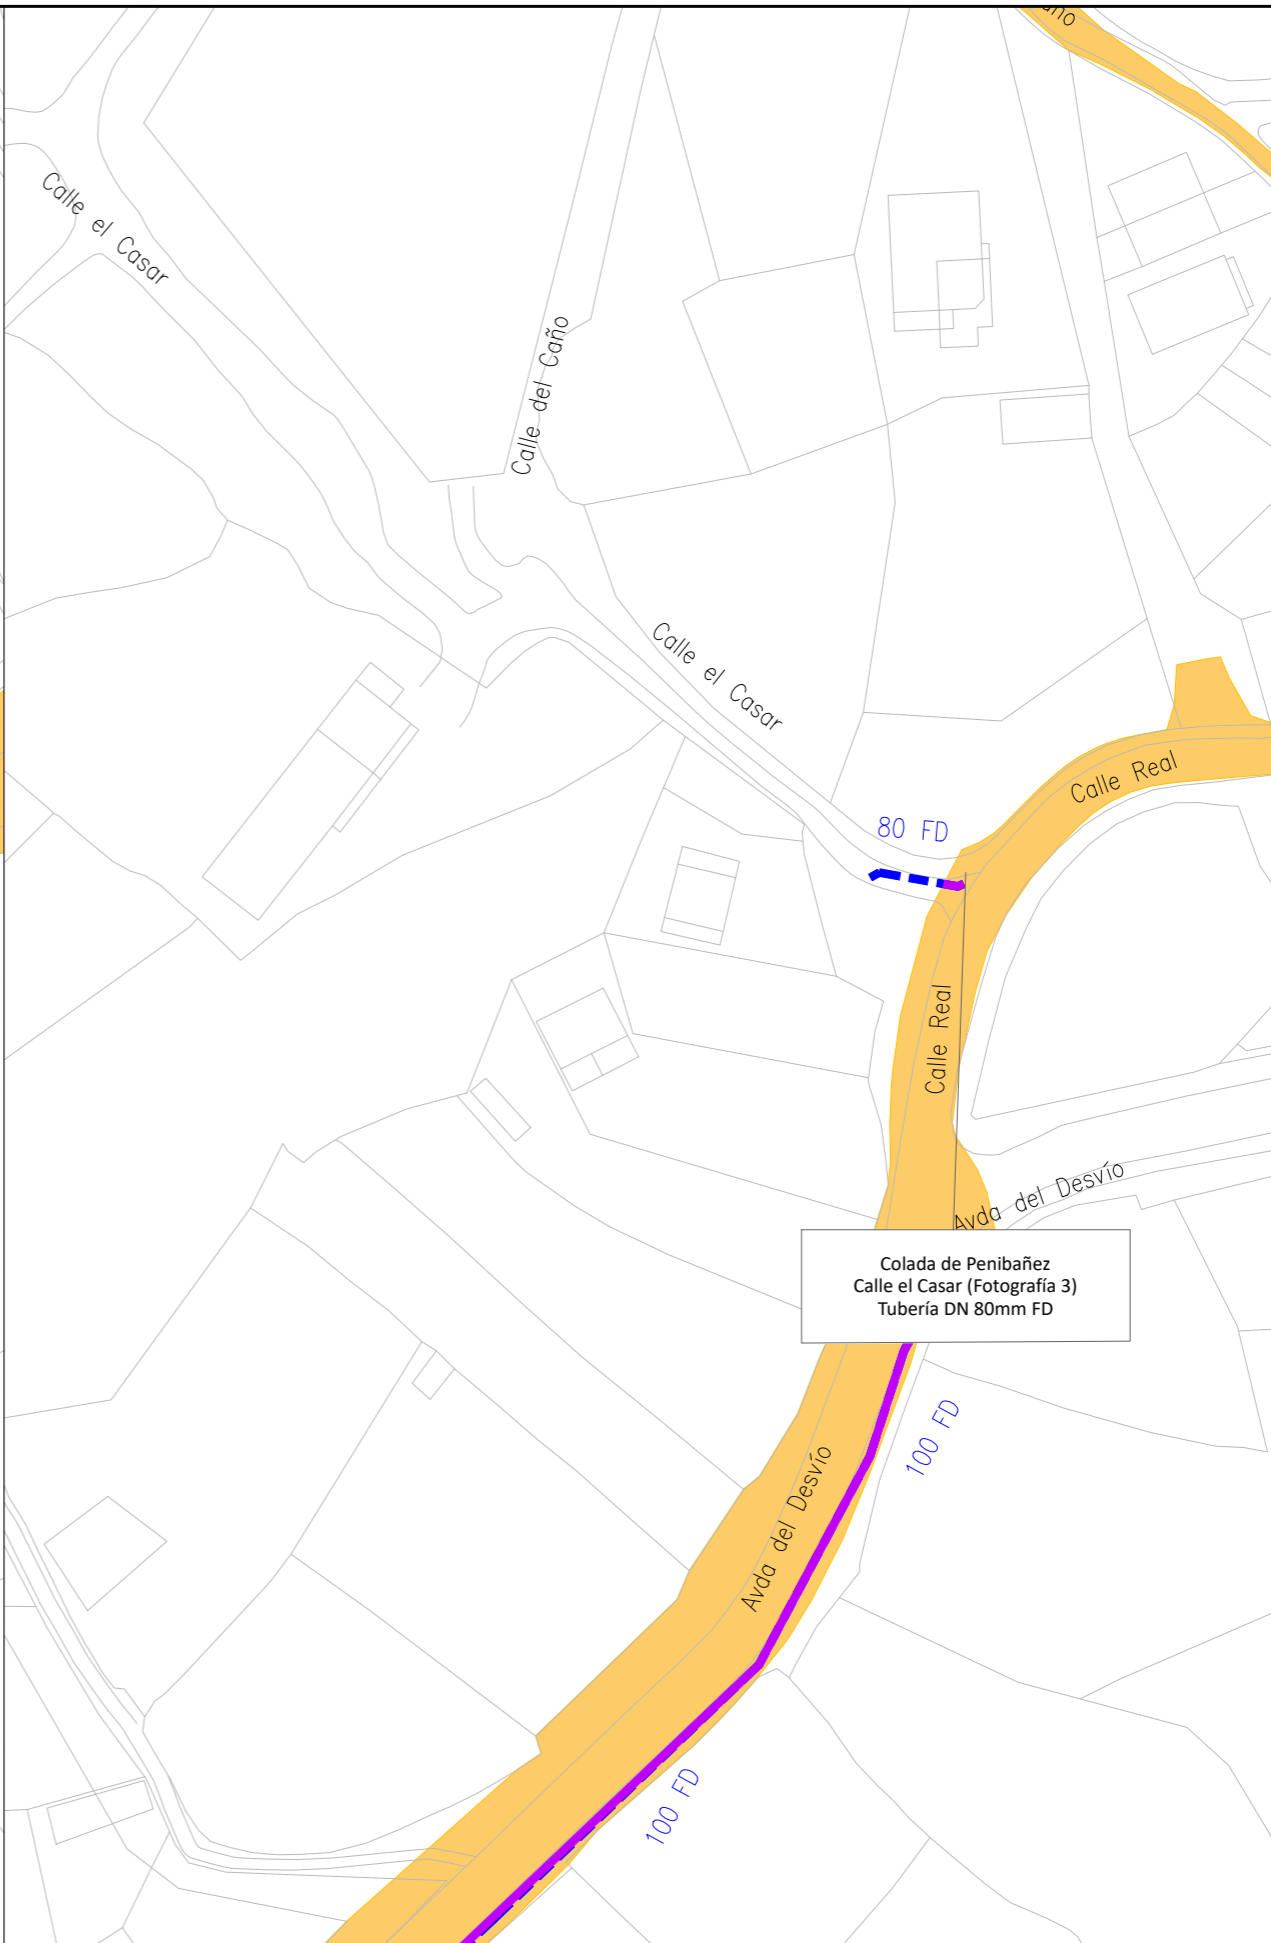 Calle el Casar
Calle del Caño
Calle el Casar
80 FD
Calle Real
Calle Real
Avda del Desvío
Colada de Penibañez
Calle el Casar (Fotografía 3)
Tubería DN 80mm FD
100 FD
Avda del Desvío
100 FD